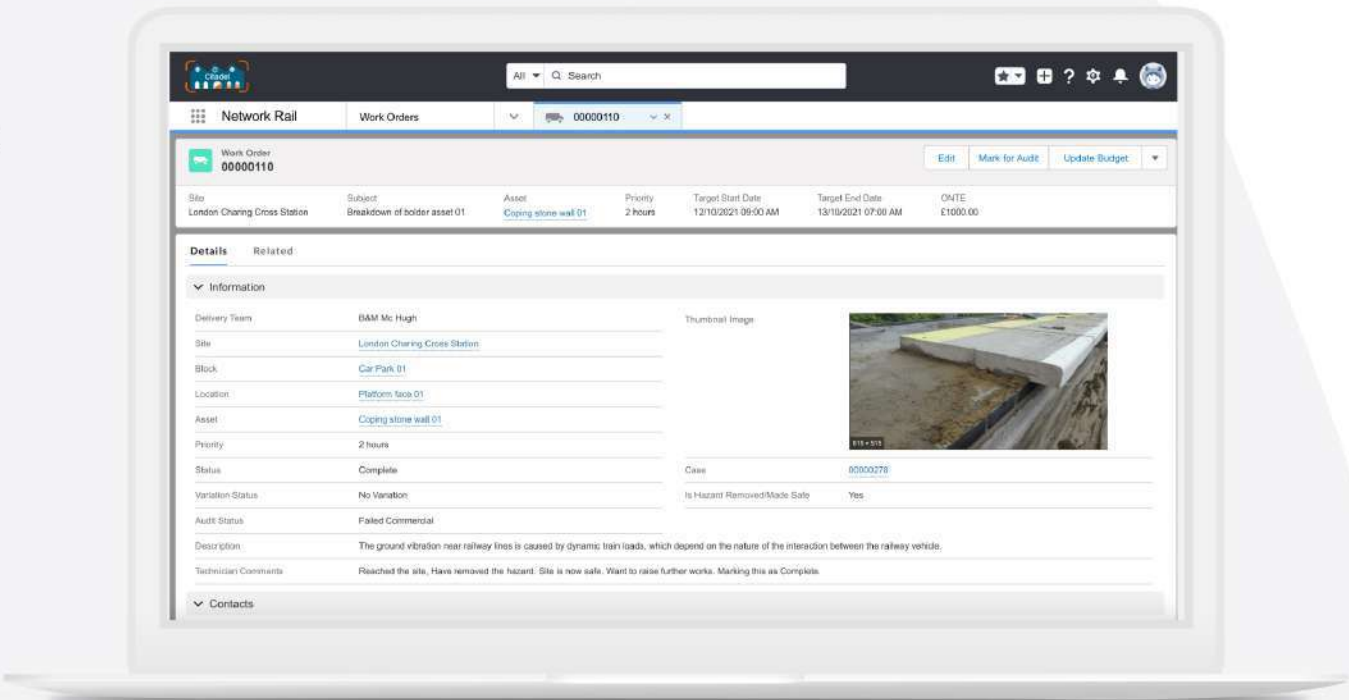 Citadel
All
Search
?
Network Rail
Work Orders
00000110
Work Order
00000110
Edit
Mark for Audit
Update Budget
Site
Subject
Asset
Priority
Target Start Date
Target End Date
ONTE
London Charing Cross Station
Breakdown of bolder asset 01
Coping stone wall 01
2 hours
12/10/2021 09:00 AM
13/10/2021 07:00 AM
£1000.00
Details
Related
Information
Delivery Team
B&M Mc Hugh
Thumbnail Image
Site
London Charing Cross Station
Block
Car Park 01
Location
Platform face 01
Asset
Coping stone wall 01
Priority
2 hours
515 × 515
Status
Complete
Case
00000278
Variation Status
No Variation
Is Hazard Removed/Made Safe
Yes
Audit Status
Failed Commercial
Description
The ground vibration near railway lines is caused by dynamic train loads, which depend on the nature of the interaction between the railway vehicle.
Technician Comments
Reached the site, Have removed the hazard. Site is now safe. Want to raise further works. Marking this as Complete.
Contacts